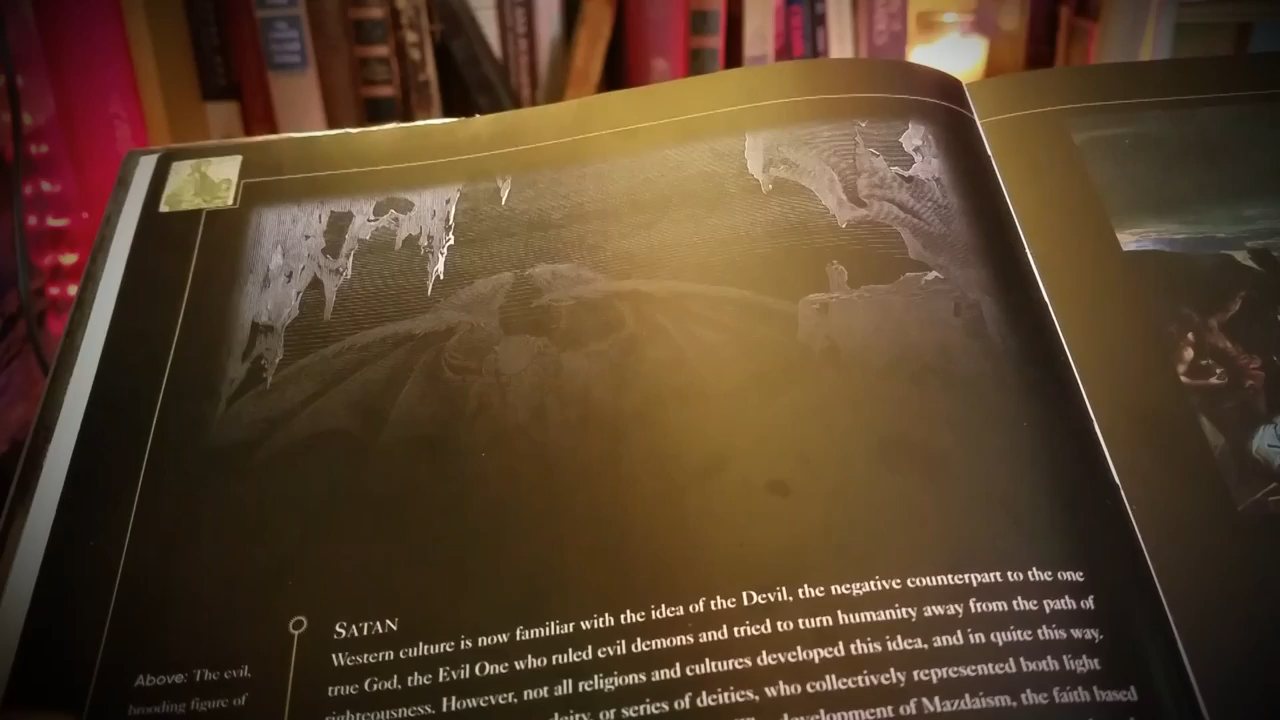 SATAN
Western culture is now familiar with the idea of the Devil, the negative counterpart to the one
true God, the Evil One who ruled evil demons and tried to turn humanity away from the path of
righteousness. However, not all religions and cultures developed this idea, and in quite this way.
deity, or series of deities, who collectively represented both light
development of Mazdaism, the faith based
Above: The evil,
brooding figure of